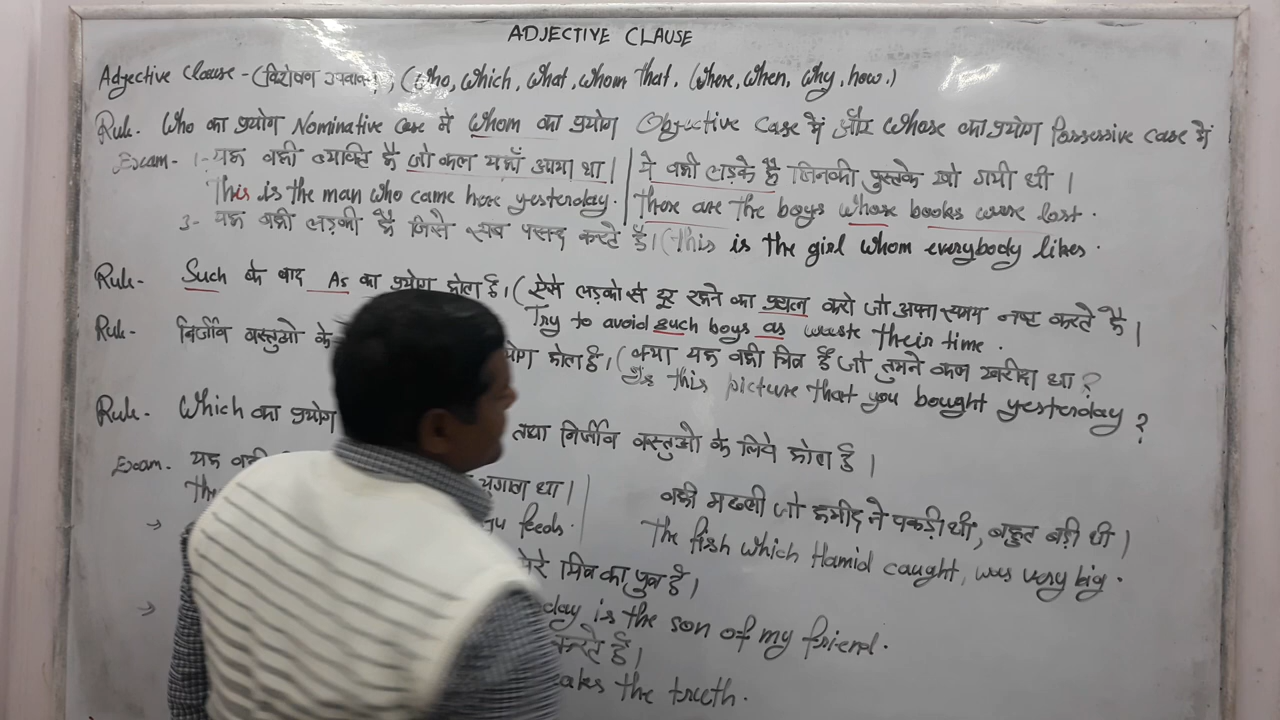 ADJECTIVE CLAUSE
Adjective Clause - (विशेषण उपवाक्य), (Who, which, what, whom that, (where, when, why, how.)
Rule. Who का प्रयोग Nominative case मे whom का प्रयोग Objective case में और whose का प्रयोग Possessive case में
Exam- 1- यह वही व्यक्ति है जो कल यहाँ आया था। ये वही लड़के है जिनकी पुस्तके खो गयी थी।
This is the man who came here yesterday. These are the boys whose books were lost.
3- यह वही लड़की है जिसे सब पसंद करते है। (This is the girl whom everybody likes.
Rule- Such के बाद As का प्रयोग होता है। (ऐसे लड़को से दूर रहने का प्रयत्न करो जो अपना समय नष्ट करते है।
Try to avoid such boys as waste their time.
Rule- निर्जीव वस्तुओ के योग होता है। (क्या यह वही चित्र है जो तुमने कल खरीदा था?
Is this picture that you bought yesterday?
Rule- Which का प्रयोग तथा निर्जीव वस्तुओ के लिये होता है।
Exam. यह वही था। वही मछली जो हमीद ने पकड़ी थी, बहुत बड़ी थी।
feeds. The fish which Hamid caught, was very big.
मेरे मित्र का पुत्र है।
day is the son of my friend.
करते है।
eaks the truth.